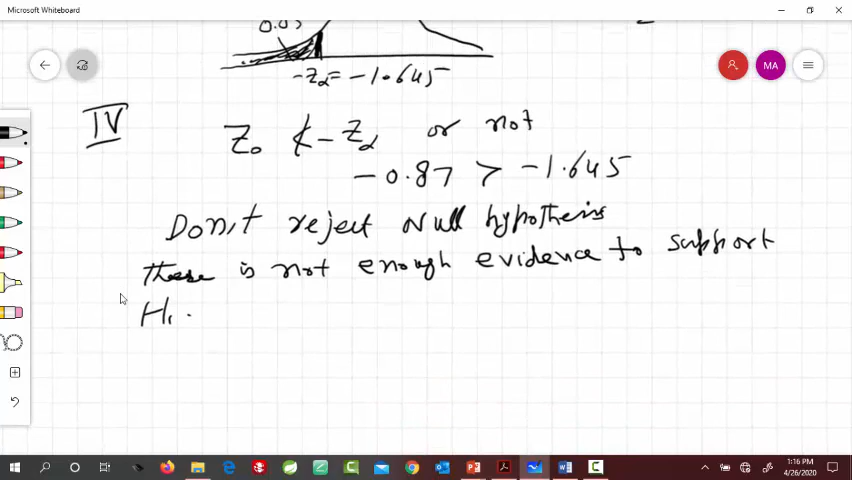 Microsoft Whiteboard
MA
0.05
-Zα = -1.645
IV
Z₀ ≮ -Zα or not
-0.87 > -1.645
Don't reject Null hypothesis
there is not enough evidence to support
H₁.
1:16 PM
4/26/2020